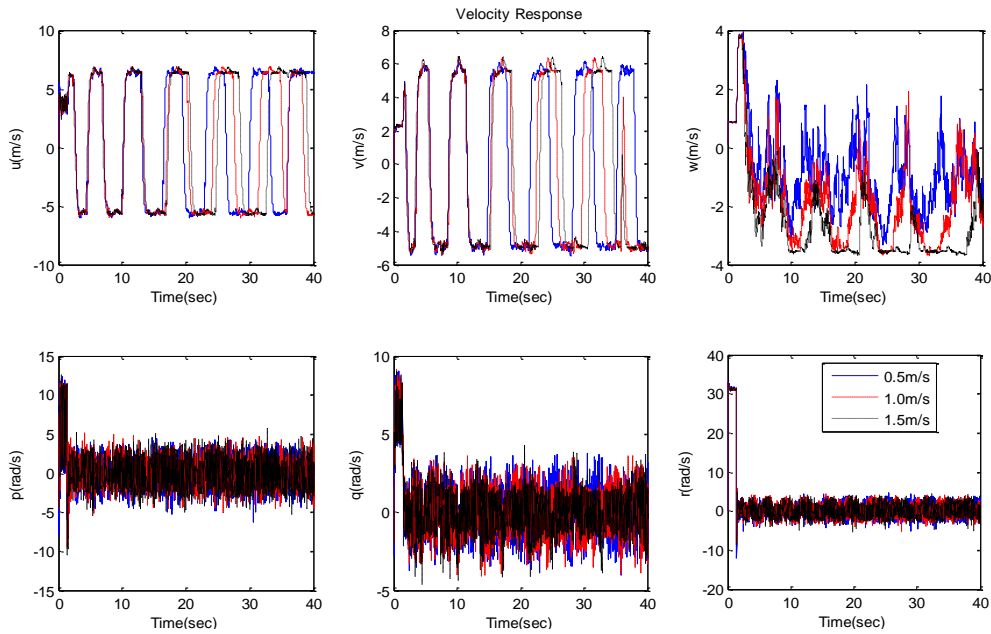 Velocity Response
10
5
0
-5
-10
u(m/s)
0 10 20 30 40
Time(sec)
8
6
4
2
0
-2
-4
-6
v(m/s)
0 10 20 30 40
Time(sec)
4
2
0
-2
-4
w(m/s)
0 10 20 30 40
Time(sec)
15
10
5
0
-5
-10
-15
p(rad/s)
0 10 20 30 40
Time(sec)
10
5
0
-5
q(rad/s)
0 10 20 30 40
Time(sec)
40
30
20
10
0
-10
-20
r(rad/s)
0 10 20 30 40
Time(sec)
0.5m/s
1.0m/s
1.5m/s